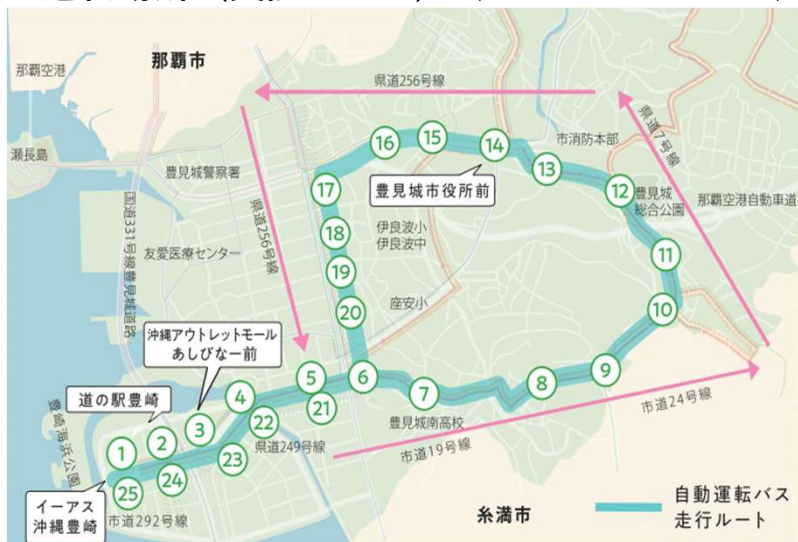 那覇市
那覇空港
県道256号線
県道7号線
瀬長島
豊見城警察署
16
15
14
市消防本部
13
豊見城市役所前
12
豊見城
総合公園
那覇空港自動車道
17
県道256号線
国道331号線豊見城道路
友愛医療センター
18
伊良波小
伊良波中
11
19
座安小
20
10
沖縄アウトレットモール
あしびなー前
道の駅豊崎
5
6
7
8
9
4
21
22
市道24号線
豊崎海浜公園
1
2
3
県道249号線
豊見城南高校
市道19号線
23
24
25
イーアス
沖縄豊崎
市道292号線
糸満市
自動運転バス
走行ルート